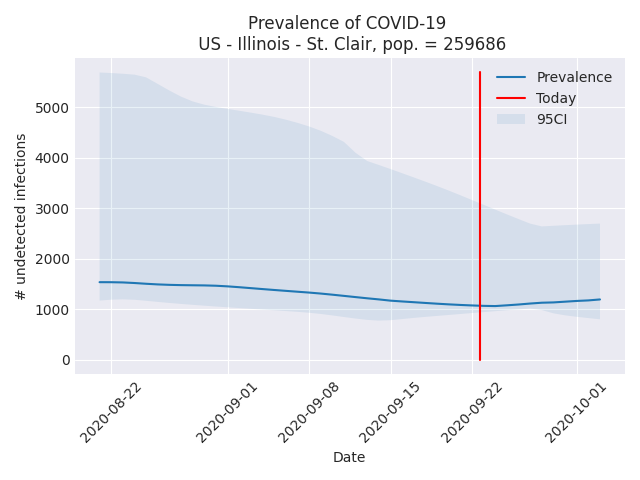 Prevalence of COVID-19
US - Illinois - St. Clair, pop. = 259686
Prevalence
Today
95CI
# undetected infections
5000
4000
3000
2000
1000
0
2020-08-22
2020-09-01
2020-09-08
2020-09-15
2020-09-22
2020-10-01
Date